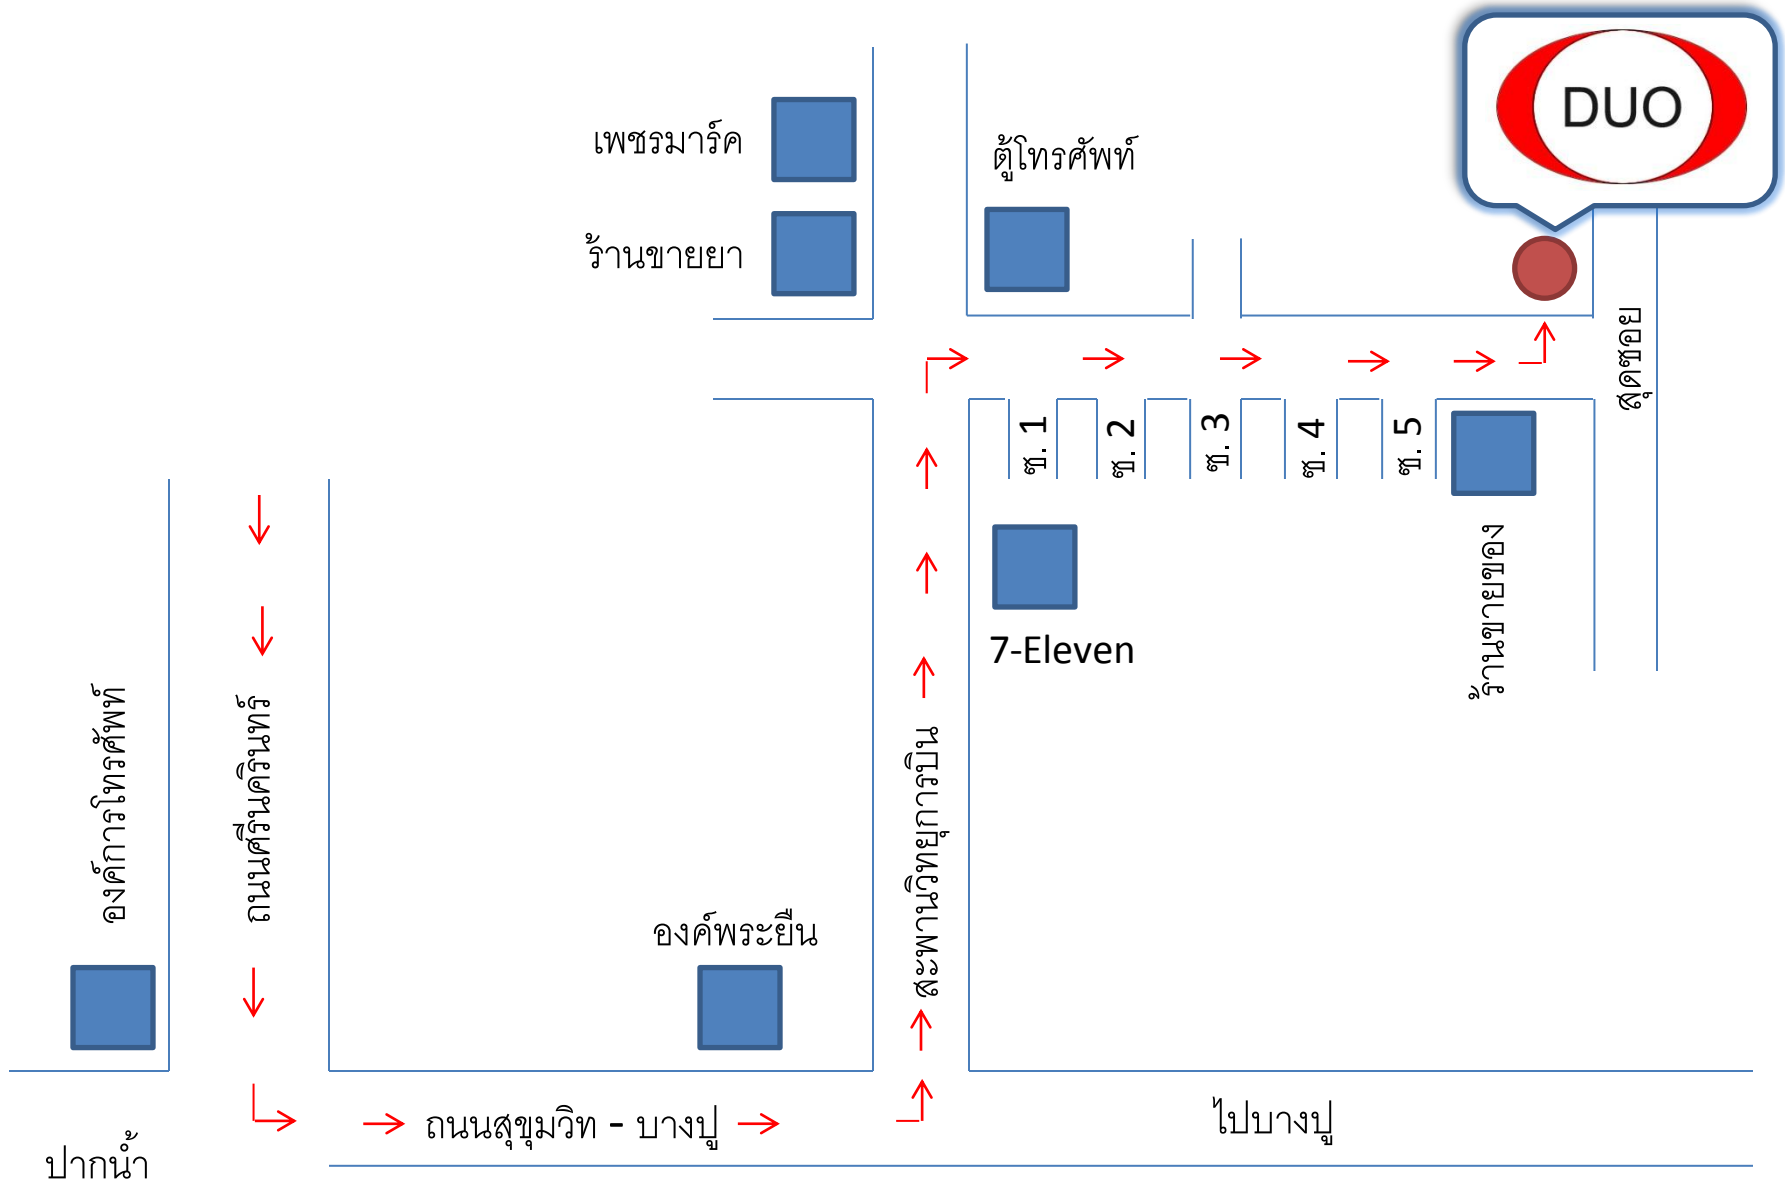 DUO
เพชรมาร์ค
ตู้โทรศัพท์
ร้านขายยา
สุดซอย
ซ. 1
ซ. 2
ซ. 3
ซ. 4
ซ. 5
ร้านขายของ
7-Eleven
องค์การโทรศัพท์
ถนนศรีนครินทร์
สะพานวิทยุการบิน
องค์พระยืน
ถนนสุขุมวิท - บางปู
ไปบางปู
ปากน้ำ